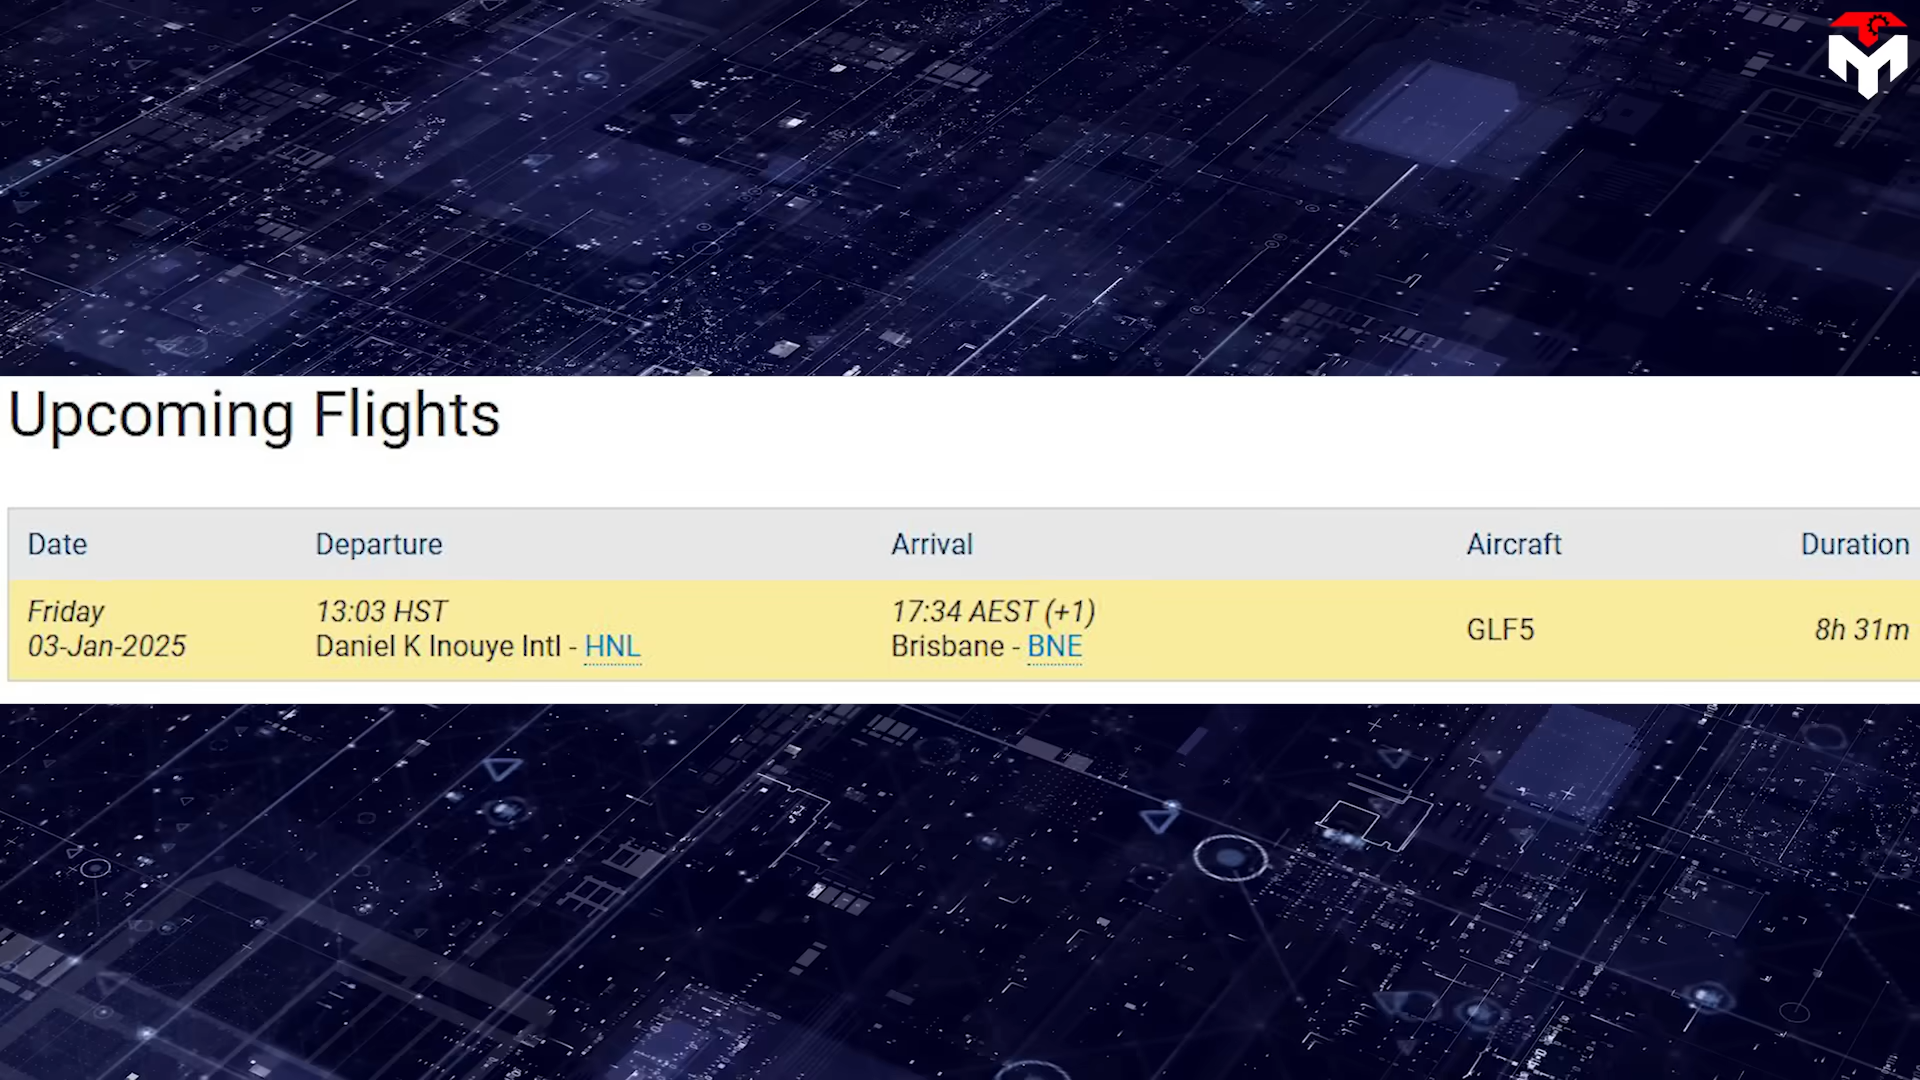 Upcoming Flights
Date Departure Arrival Aircraft Duration
Friday 13:03 HST 17:34 AEST (+1) GLF5 8h 31m
03-Jan-2025 Daniel K Inouye Intl - HNL Brisbane - BNE